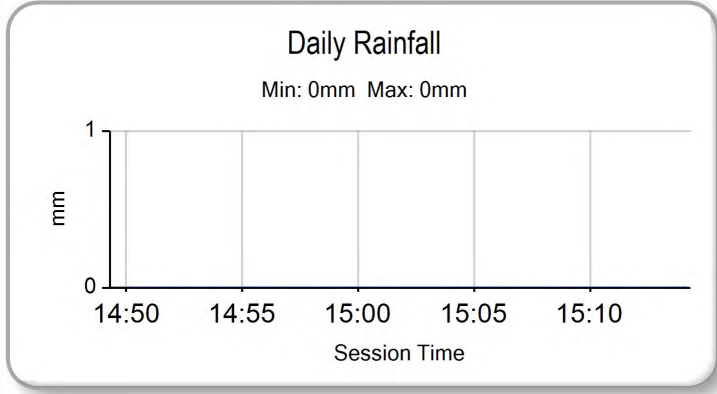 Daily Rainfall
Min: 0mm  Max: 0mm
1
mm
0
14:50 14:55 15:00 15:05 15:10
Session Time